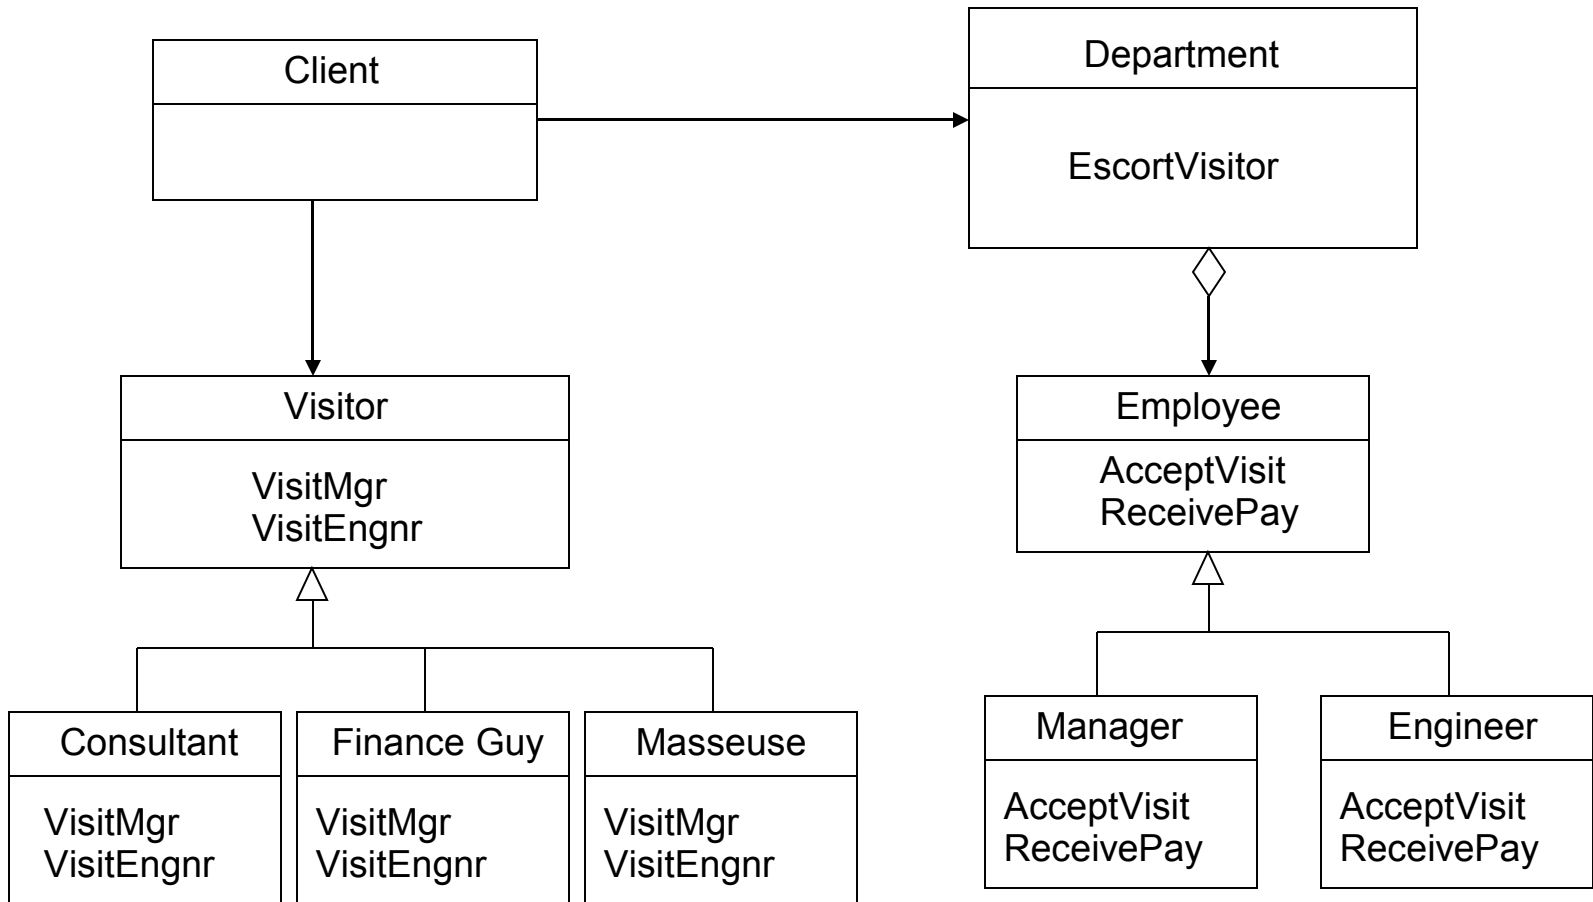 Client
Department
EscortVisitor
Visitor
VisitMgr
VisitEngnr
Employee
AcceptVisit
ReceivePay
Consultant
VisitMgr
VisitEngnr
Finance Guy
VisitMgr
VisitEngnr
Masseuse
VisitMgr
VisitEngnr
Manager
AcceptVisit
ReceivePay
Engineer
AcceptVisit
ReceivePay